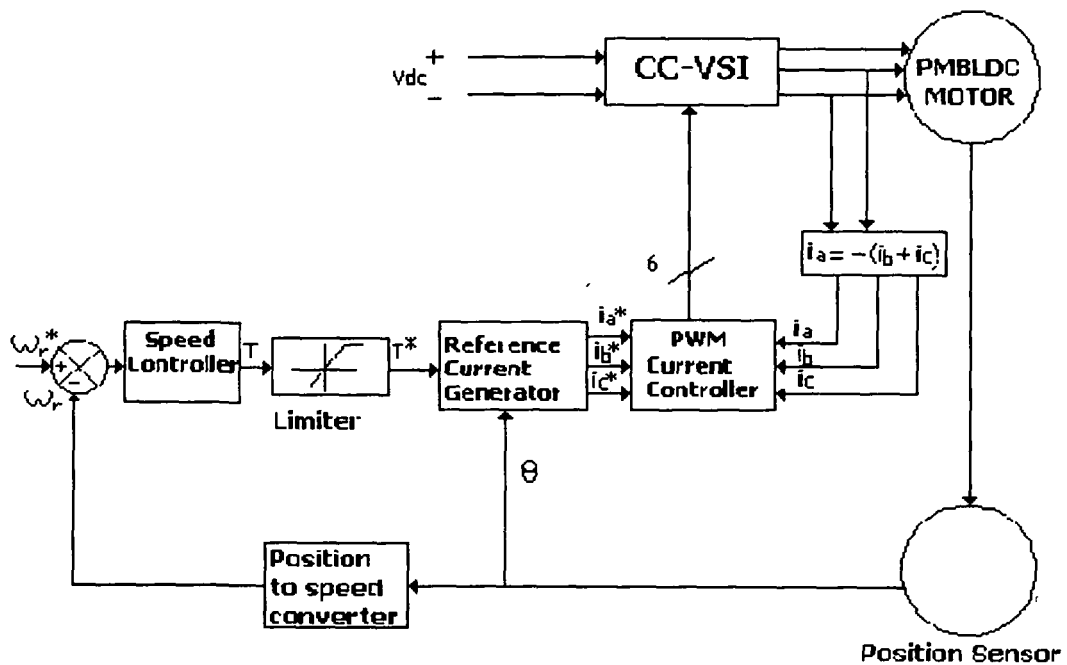 Vdc
+
−
CC-VSI
PMBLDC
MOTOR
6
ia = −(ib + ic)
ωr*
+
−
ωr
Speed
Lontroller
T
Limiter
T*
Reference
Current
Generator
ia*
ib*
ic*
PWM
Current
Controller
ia
ib
ic
θ
Position
to speed
converter
Position Sensor